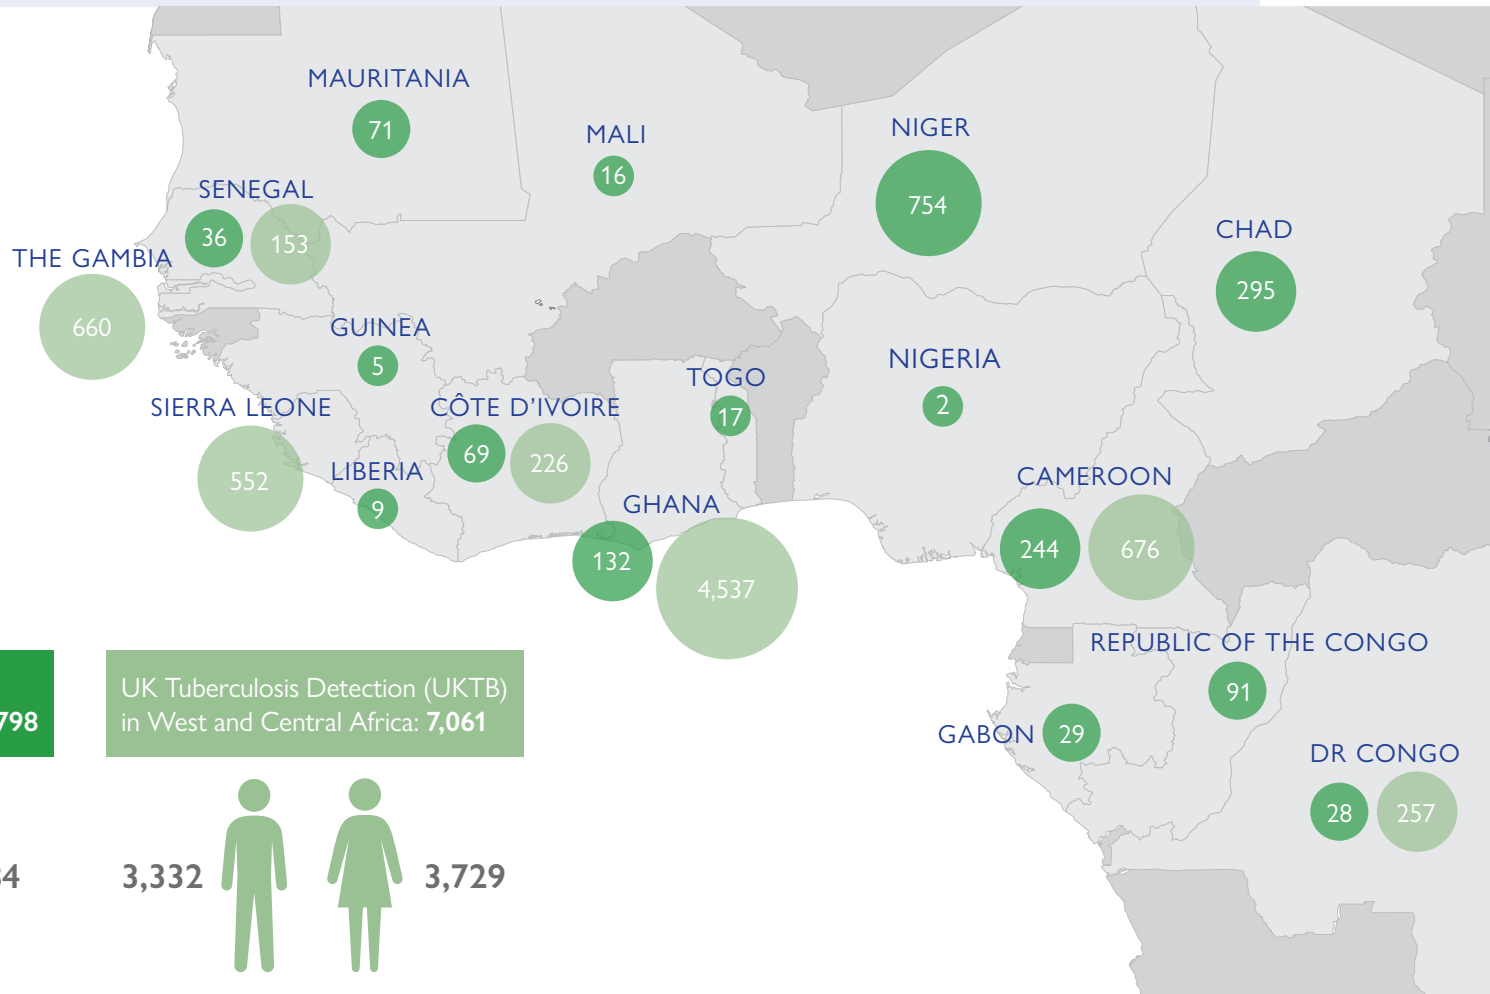 MAURITANIA
71
MALI
16
NIGER
754
SENEGAL
36
153
CHAD
295
THE GAMBIA
660
GUINEA
5
NIGERIA
2
TOGO
17
SIERRA LEONE
552
CÔTE D’IVOIRE
69
226
LIBERIA
9
GHANA
132
4,537
CAMEROON
244
676
REPUBLIC OF THE CONGO
91
GABON
29
DR CONGO
28
257
798
UK Tuberculosis Detection (UKTB)
in West and Central Africa: 7,061
4
3,332
3,729